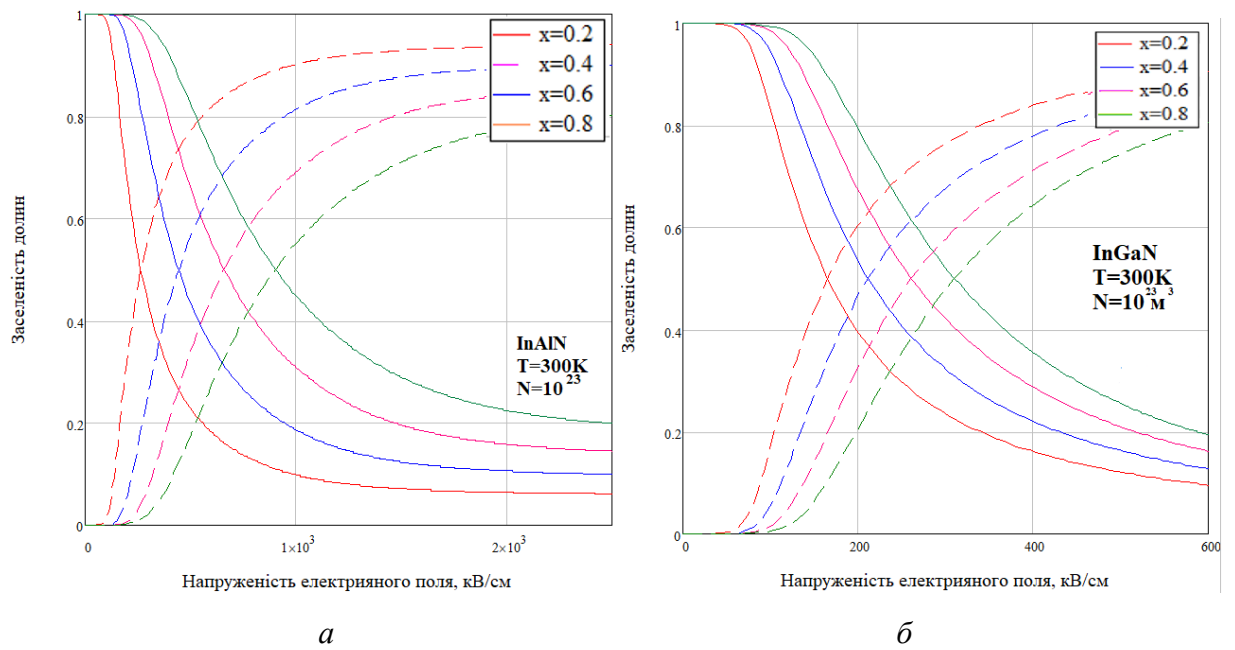 1
0.8
0.6
0.4
0.2
0
Заселеність долин
x=0.2
x=0.4
x=0.6
x=0.8
InAlN
T=300K
N=10 23
0
1×10 3
2×10 3
Напруженість електрияного поля, кВ/см
а
1
0.8
0.6
0.4
0.2
0
Заселеність долин
x=0.2
x=0.4
x=0.6
x=0.8
InGaN
T=300K
N=10 23 м 3
0
200
400
600
Напруженість електрияного поля, кВ/см
б